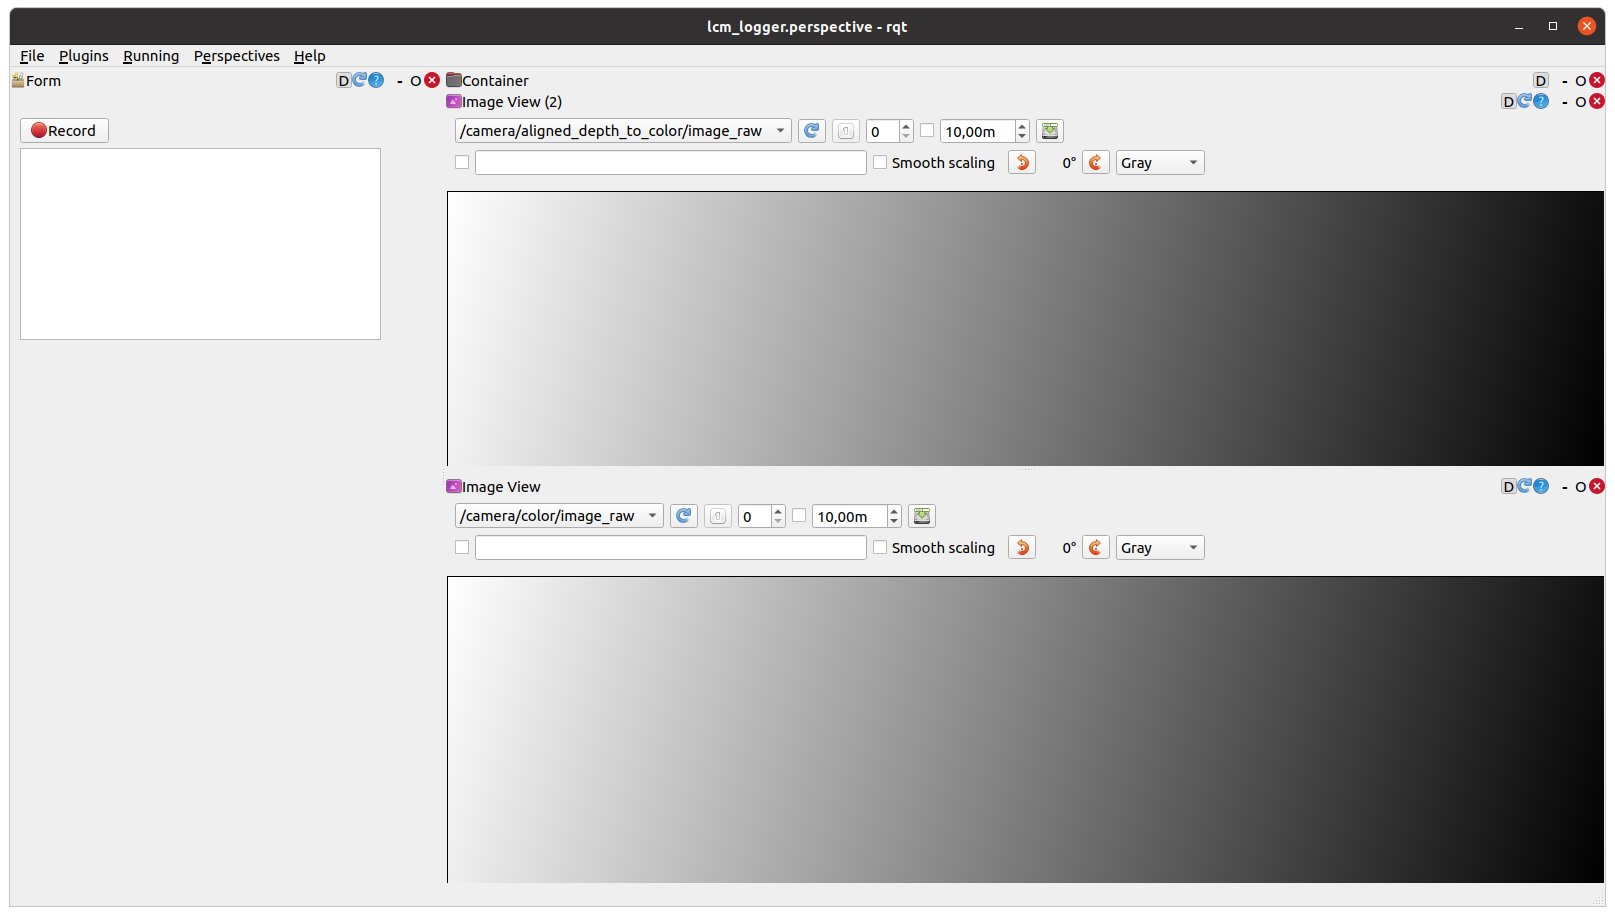 lcm_logger.perspective - rqt
File Plugins Running Perspectives Help
Form D ? - O
Record
Container D - O
Image View (2) D ? - O
/camera/aligned_depth_to_color/image_raw 0 10,00m
Smooth scaling 0° Gray
Image View D ? - O
/camera/color/image_raw 0 10,00m
Smooth scaling 0° Gray